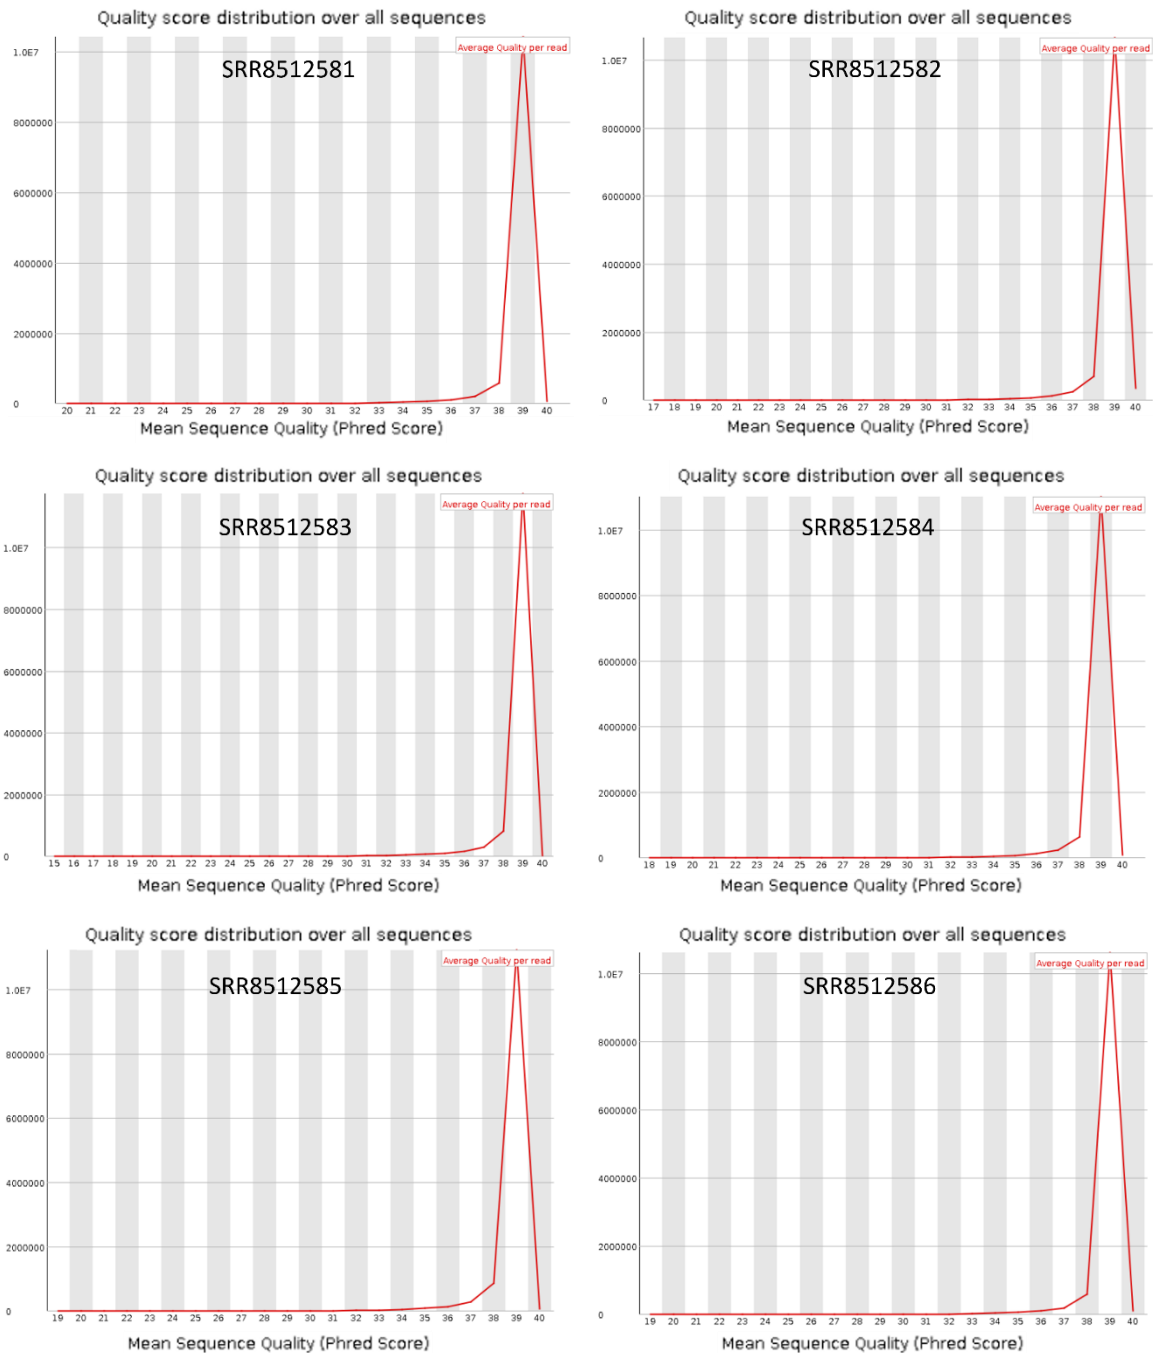 Quality score distribution over all sequences
Average Quality per read
SRR8512581
1.0E7
8000000
6000000
4000000
2000000
0
20 21 22 23 24 25 26 27 28 29 30 31 32 33 34 35 36 37 38 39 40
Mean Sequence Quality (Phred Score)
Quality score distribution over all sequences
Average Quality per read
SRR8512582
1.0E7
8000000
6000000
4000000
2000000
0
17 18 19 20 21 22 23 24 25 26 27 28 29 30 31 32 33 34 35 36 37 38 39 40
Mean Sequence Quality (Phred Score)
Quality score distribution over all sequences
Average Quality per read
SRR8512583
1.0E7
8000000
6000000
4000000
2000000
0
15 16 17 18 19 20 21 22 23 24 25 26 27 28 29 30 31 32 33 34 35 36 37 38 39 40
Mean Sequence Quality (Phred Score)
Quality score distribution over all sequences
Average Quality per read
SRR8512584
1.0E7
8000000
6000000
4000000
2000000
0
18 19 20 21 22 23 24 25 26 27 28 29 30 31 32 33 34 35 36 37 38 39 40
Mean Sequence Quality (Phred Score)
Quality score distribution over all sequences
Average Quality per read
SRR8512585
1.0E7
8000000
6000000
4000000
2000000
0
19 20 21 22 23 24 25 26 27 28 29 30 31 32 33 34 35 36 37 38 39 40
Mean Sequence Quality (Phred Score)
Quality score distribution over all sequences
Average Quality per read
SRR8512586
1.0E7
8000000
6000000
4000000
2000000
0
19 20 21 22 23 24 25 26 27 28 29 30 31 32 33 34 35 36 37 38 39 40
Mean Sequence Quality (Phred Score)